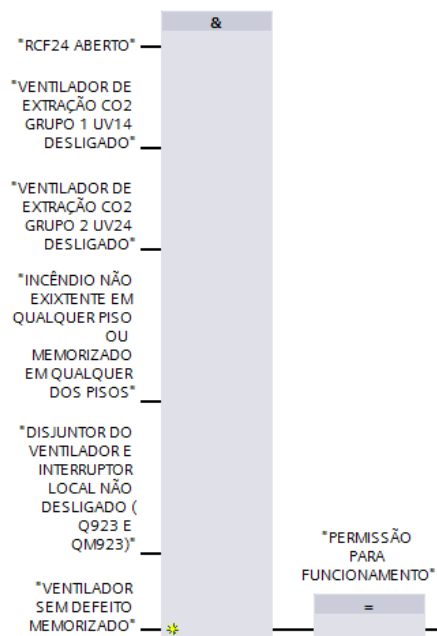 &
"RCF24 ABERTO"
"VENTILADOR DE
EXTRAÇÃO CO2
GRUPO 1 UV14
DESLIGADO"
"VENTILADOR DE
EXTRAÇÃO CO2
GRUPO 2 UV24
DESLIGADO"
"INCÊNDIO NÃO
EXIXTENTE EM
QUALQUER PISO
OU
MEMORIZADO
EM QUALQUER
DOS PISOS"
"DISJUNTOR DO
VENTILADOR E
INTERRUPTOR
LOCAL NÃO
DESLIGADO (
Q923 E
QM923)"
"VENTILADOR
SEM DEFEITO
MEMORIZADO"
"PERMISSÃO
PARA
FUNCIONAMENTO"
=